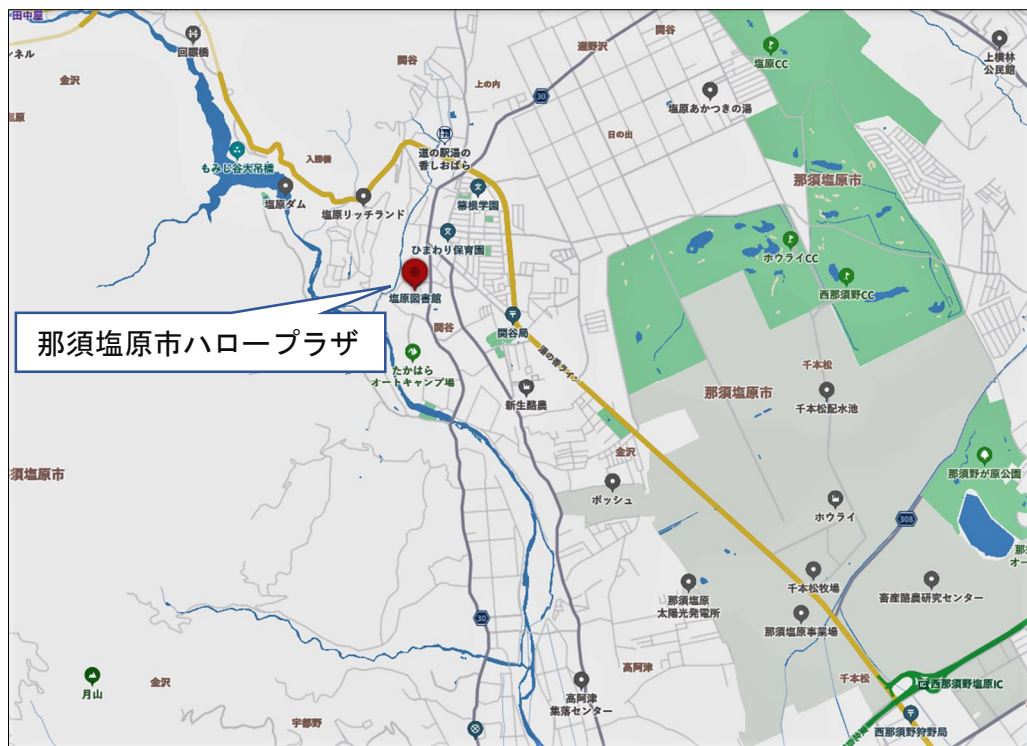 田中屋
ンネル
回顧橋
金沢
塩原
もみじ谷大吊橋
塩原ダム
入勝橋
塩原リッチランド
関谷
上の内
30
遅野沢
関谷
塩原CC
上横林
公民館
塩原あかつきの湯
日の出
道の駅湯の
香しおばら
箒根学園
ひまわり保育園
塩原図書館
那須塩原市ハロープラザ
関谷
関谷局
湯の香ライン
たかはら
オートキャンプ場
新生酪農
那須塩原市
ホウライCC
西那須野CC
千本松
那須塩原市
千本松配水池
金沢
ボッシュ
ホウライ
308
那須野が原公園
那
オー
須塩原市
千本松牧場
畜産酪農研究センター
那須塩原
太陽光発電所
那須塩原事業場
30
高阿津
高阿津
集落センター
千本松
西那須野塩原IC
西那須野狩野局
月山
金沢
宇都野